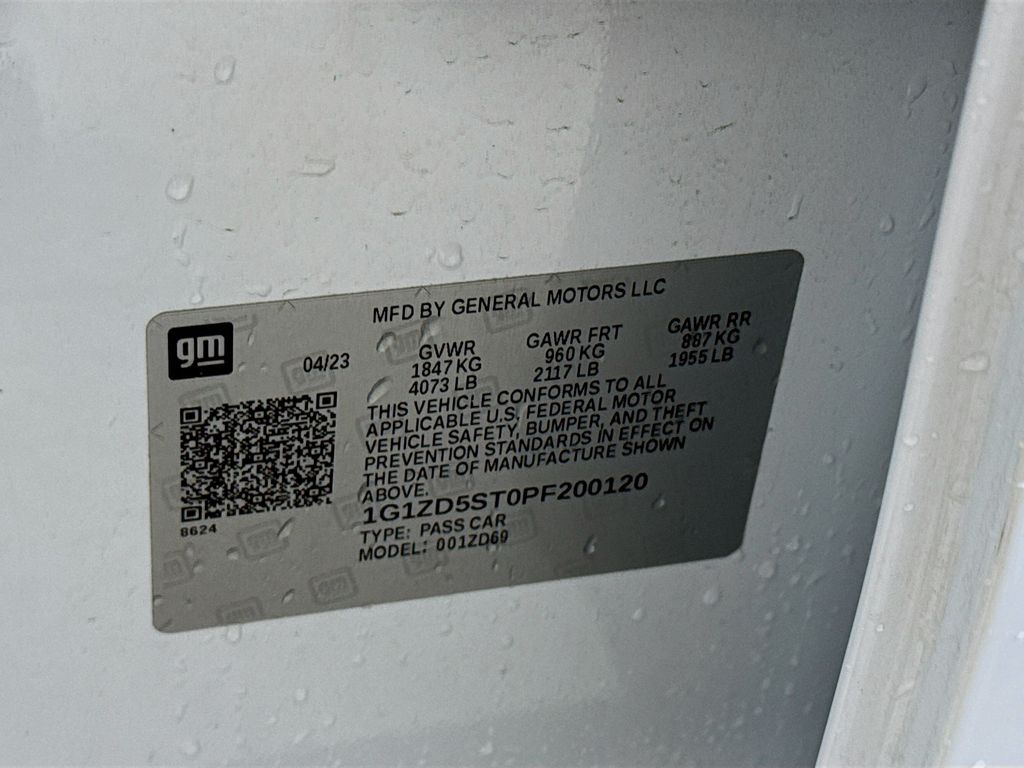 MFD BY GENERAL MOTORS LLC
gm
04/23
GVWR
1847 KG
4073 LB
GAWR FRT
960 KG
2117 LB
GAWR RR
887 KG
1955 LB
THIS VEHICLE CONFORMS TO ALL
APPLICABLE U.S. FEDERAL MOTOR
VEHICLE SAFETY, BUMPER, AND THEFT
PREVENTION STANDARDS IN EFFECT ON
THE DATE OF MANUFACTURE SHOWN
ABOVE.
1G1ZD5ST0PF200120
TYPE: PASS CAR
MODEL: 001ZD69
8624